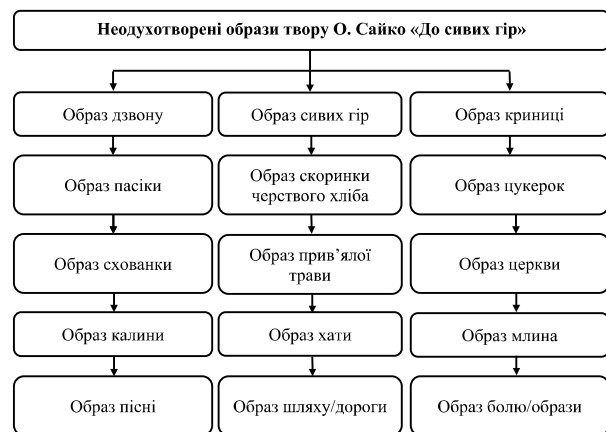 Неодухотворені образи твору О. Сайко «До сивих гір»
Образ дзвону
Образ сивих гір
Образ криниці
Образ пасіки
Образ скоринки
черствого хліба
Образ цукерок
Образ схованки
Образ прив’ялої
трави
Образ церкви
Образ калини
Образ хати
Образ млина
Образ пісні
Образ шляху/дороги
Образ болю/образи